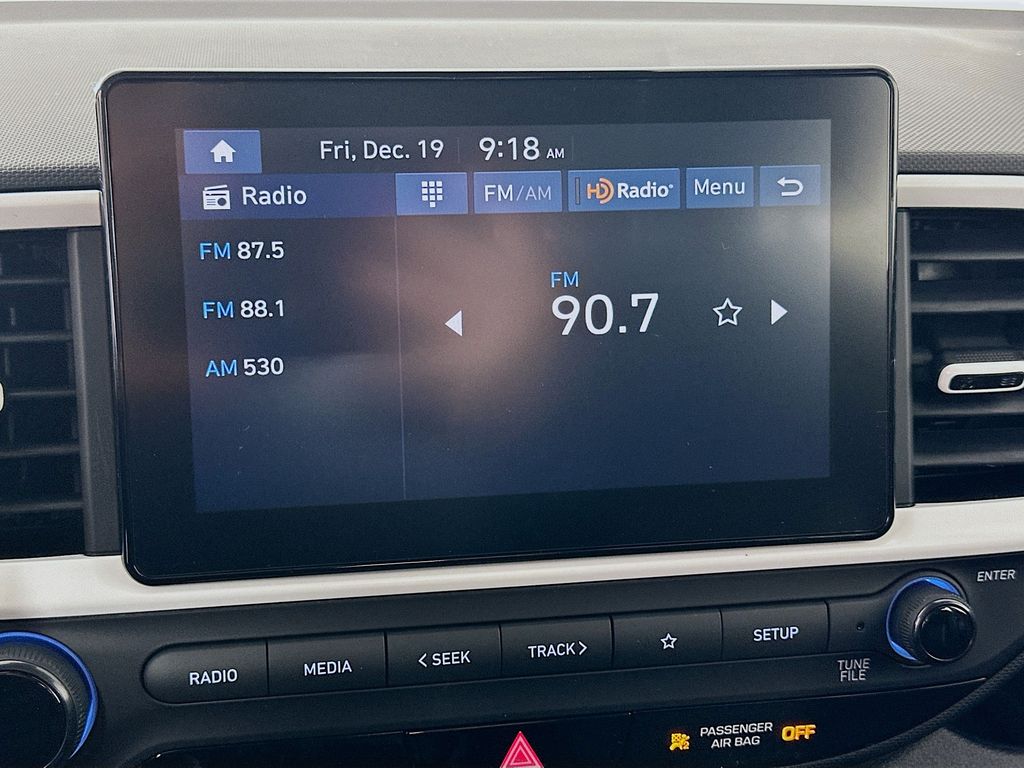 Fri, Dec. 19 9:18 AM
Radio FM/AM HD Radio® Menu
FM 87.5
FM 88.1
AM 530
FM
90.7
ENTER
RADIO MEDIA < SEEK TRACK > SETUP
TUNE
FILE
PASSENGER
AIR BAG OFF